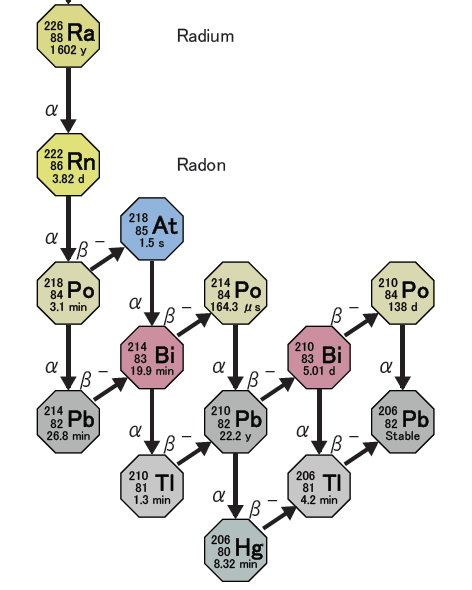 226
88 Ra
1602 y
Radium
α
222
86 Rn
3.82 d
Radon
α
β −
218
85 At
1.5 s
218
84 Po
3.1 min
α
β −
214
84 Po
164.3 μs
210
84 Po
138 d
α
β −
214
83 Bi
19.9 min
α
β −
210
83 Bi
5.01 d
β −
α
214
82 Pb
26.8 min
α
β −
210
82 Pb
22.2 y
α
β −
206
82 Pb
Stable
210
81 Tl
1.3 min
α
β −
206
81 Tl
4.2 min
206
80 Hg
8.32 min